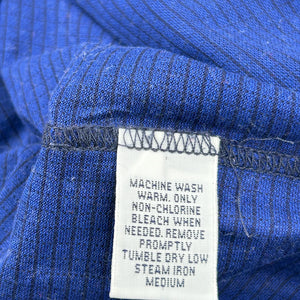 MACHINE WASH
WARM. ONLY
NON-CHLORINE
BLEACH WHEN
NEEDED. REMOVE
PROMPTLY
TUMBLE DRY LOW
STEAM IRON
MEDIUM